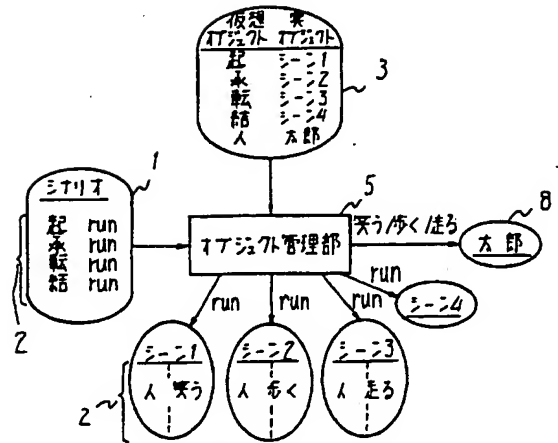 仮想 実
オブジェクト オブジェクト
起 シーン1
承 シーン2
転 シーン3
結 シーン4
人 太郎
3
1
シナリオ
起 run
承 run
転 run
結 run
2
5
オブジェクト管理部
笑う/歩く/走る
8
太郎
run
シーン4
run
run
run
シーン1
人 笑う
シーン2
人 歩く
シーン3
人 走る
2